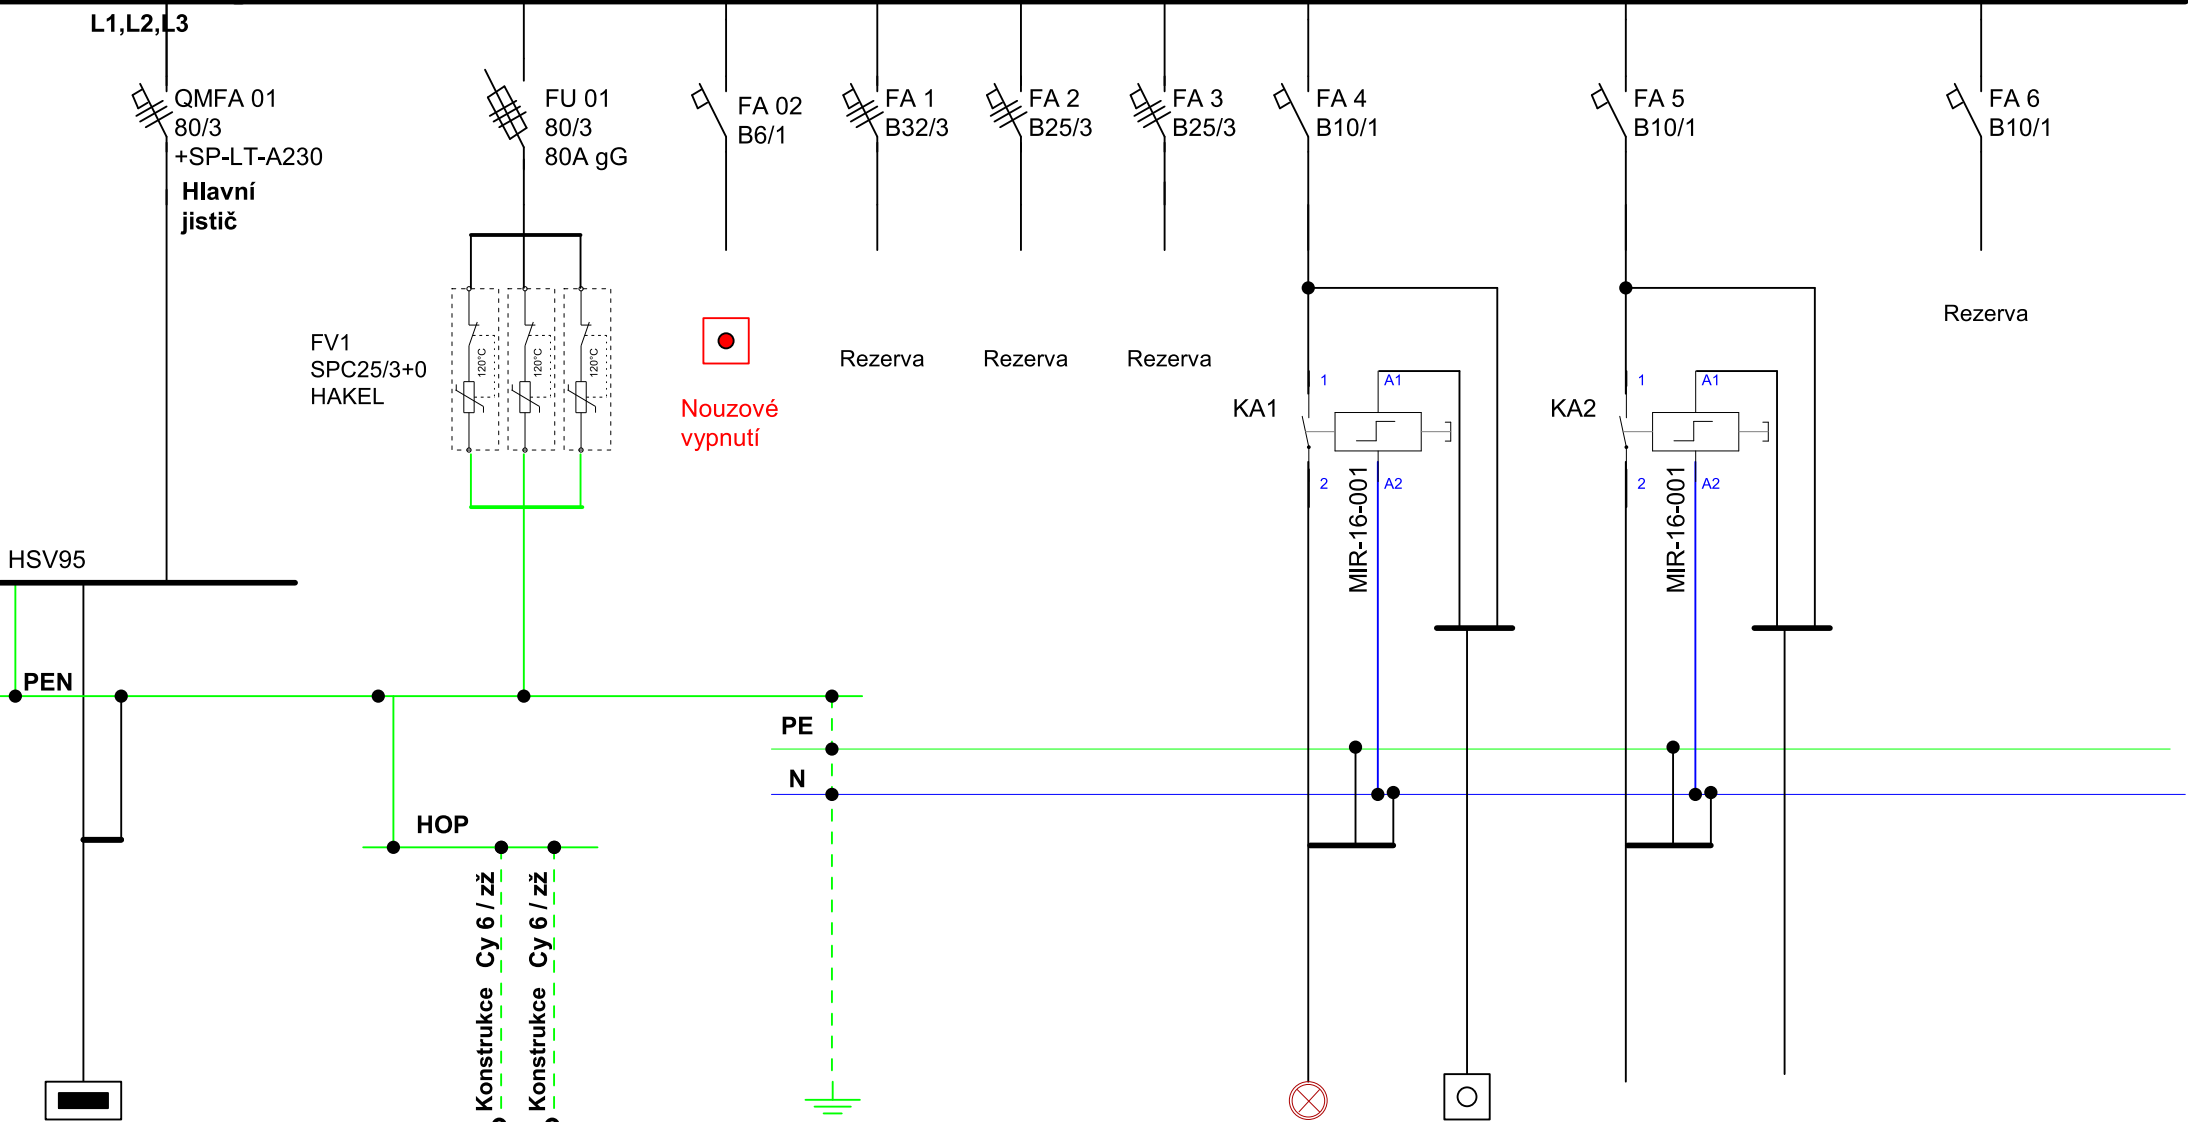 L1,L2,L3
QMFA 01
80/3
+SP-LT-A230
Hlavní
jistič
FU 01
80/3
80A gG
FA 02
B6/1
FA 1
B32/3
FA 2
B25/3
FA 3
B25/3
FA 4
B10/1
FA 5
B10/1
FA 6
B10/1
FV1
SPC25/3+0
HAKEL
120°C
120°C
120°C
Nouzové
vypnutí
Rezerva
Rezerva
Rezerva
Rezerva
KA1
1
2
A1
A2
MIR-16-001
KA2
1
2
A1
A2
MIR-16-001
HSV95
PEN
PE
N
HOP
Konstrukce Cy 6 / zž
Konstrukce Cy 6 / zž